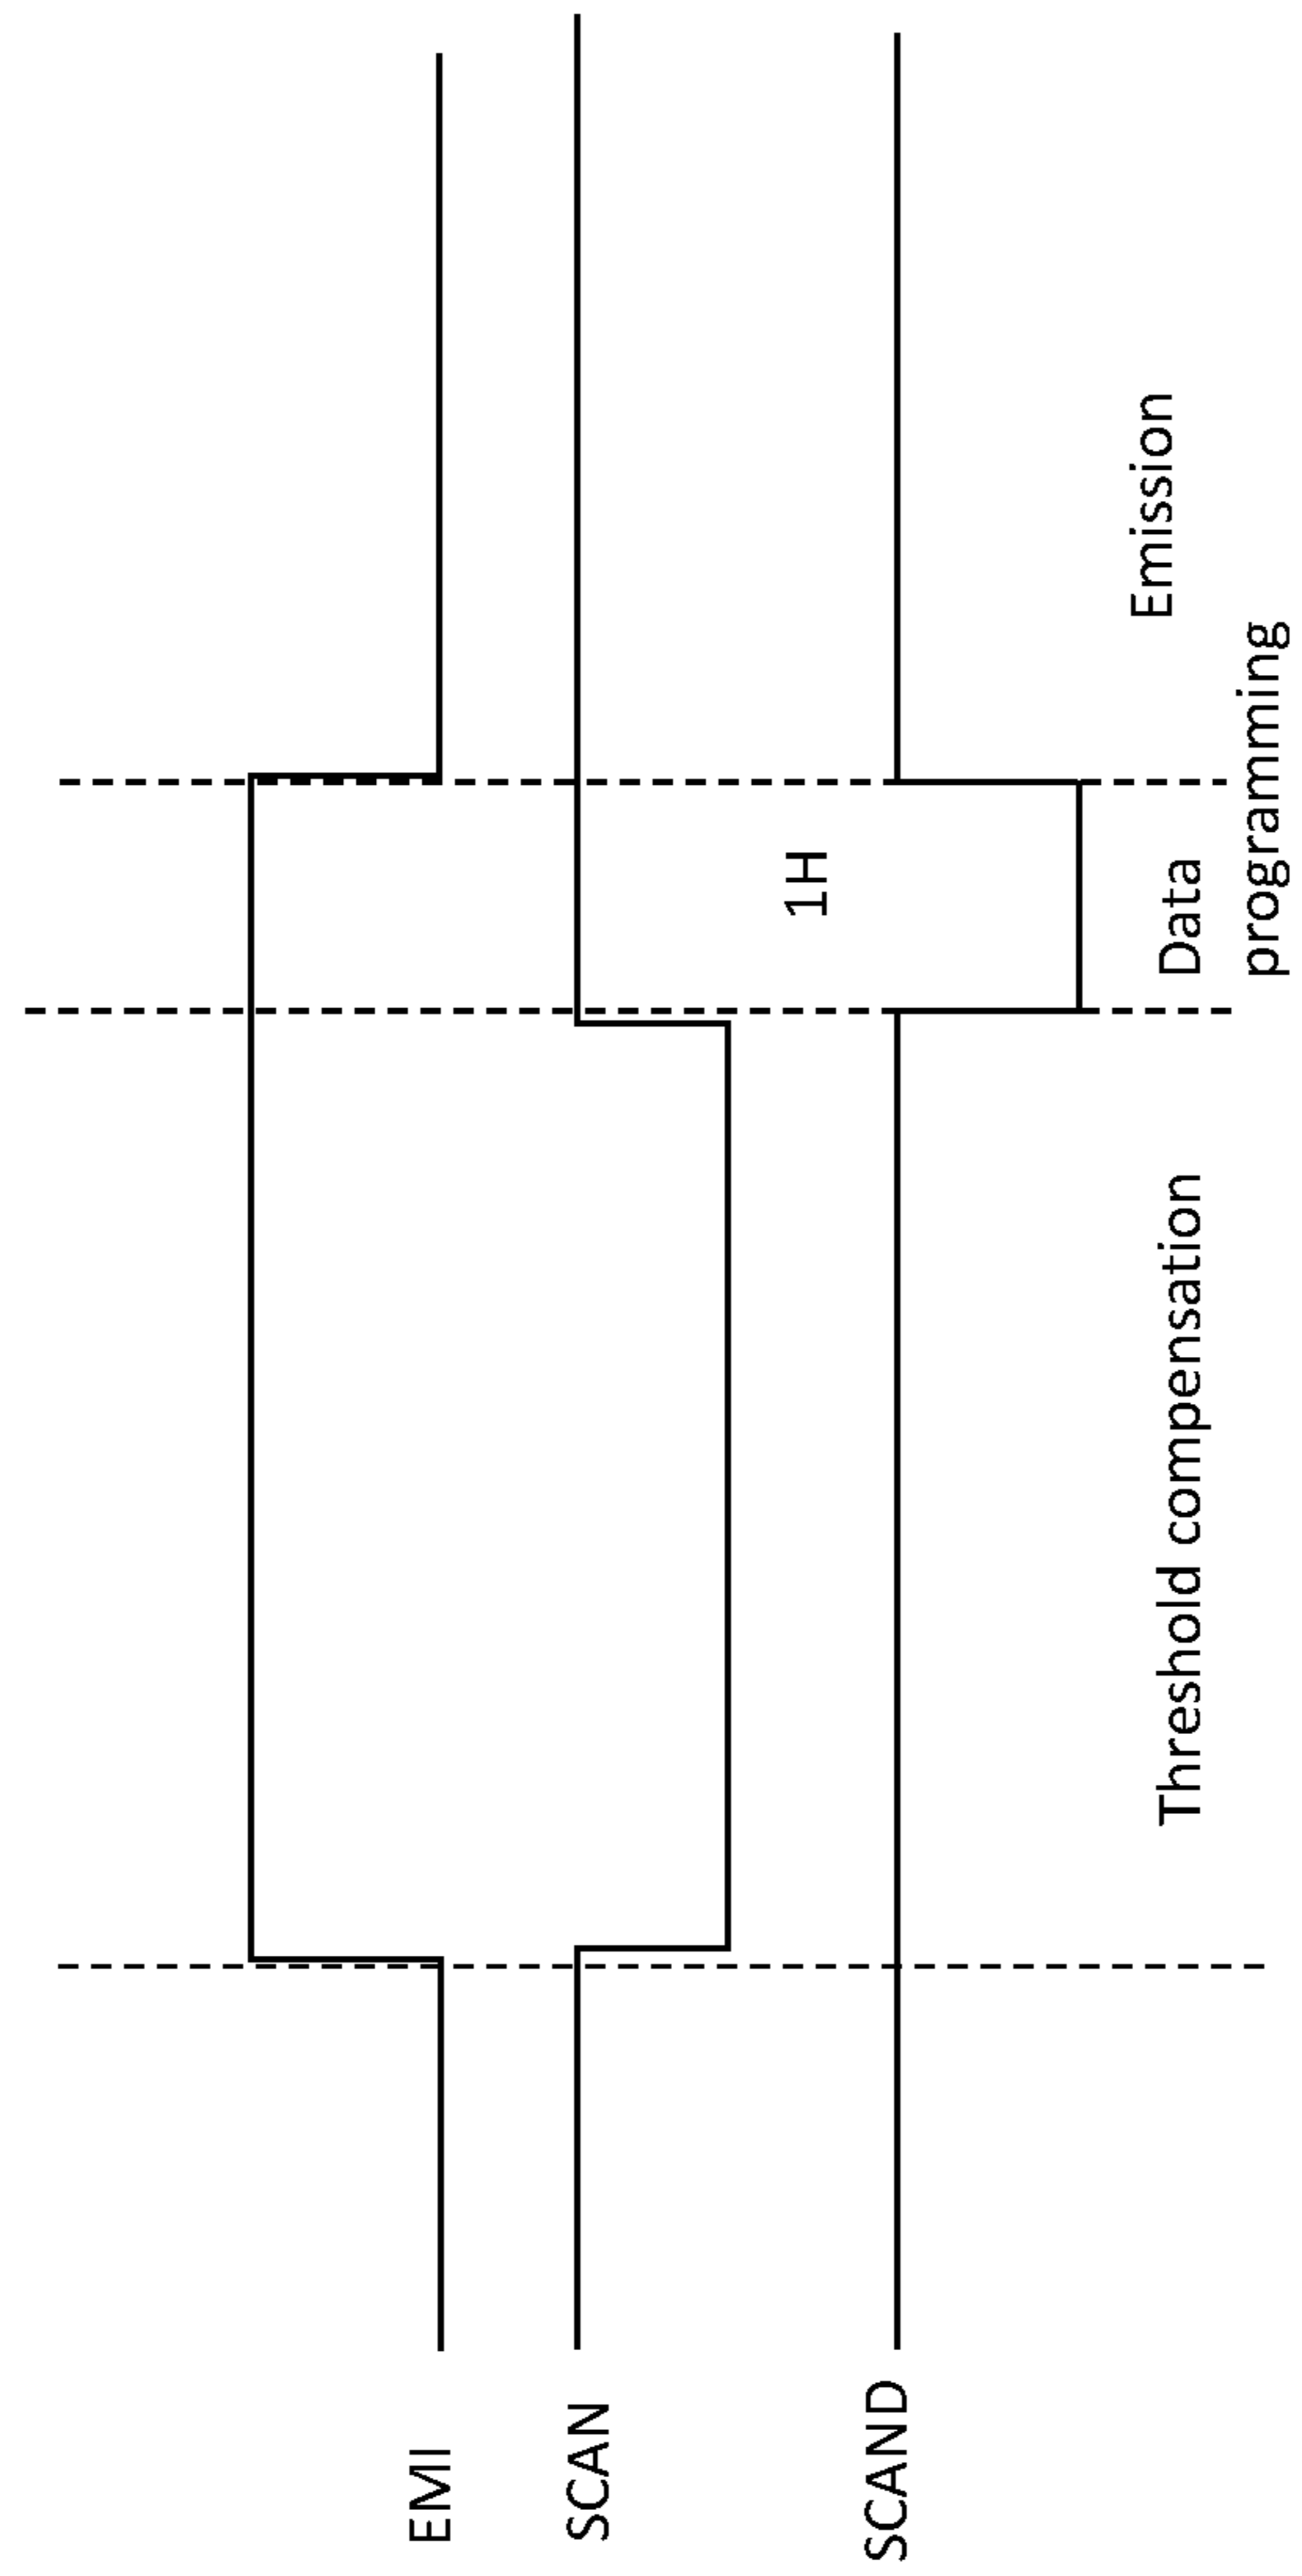 EMI
SCAN
SCAND
1H
Threshold compensation
Data
programming
Emission